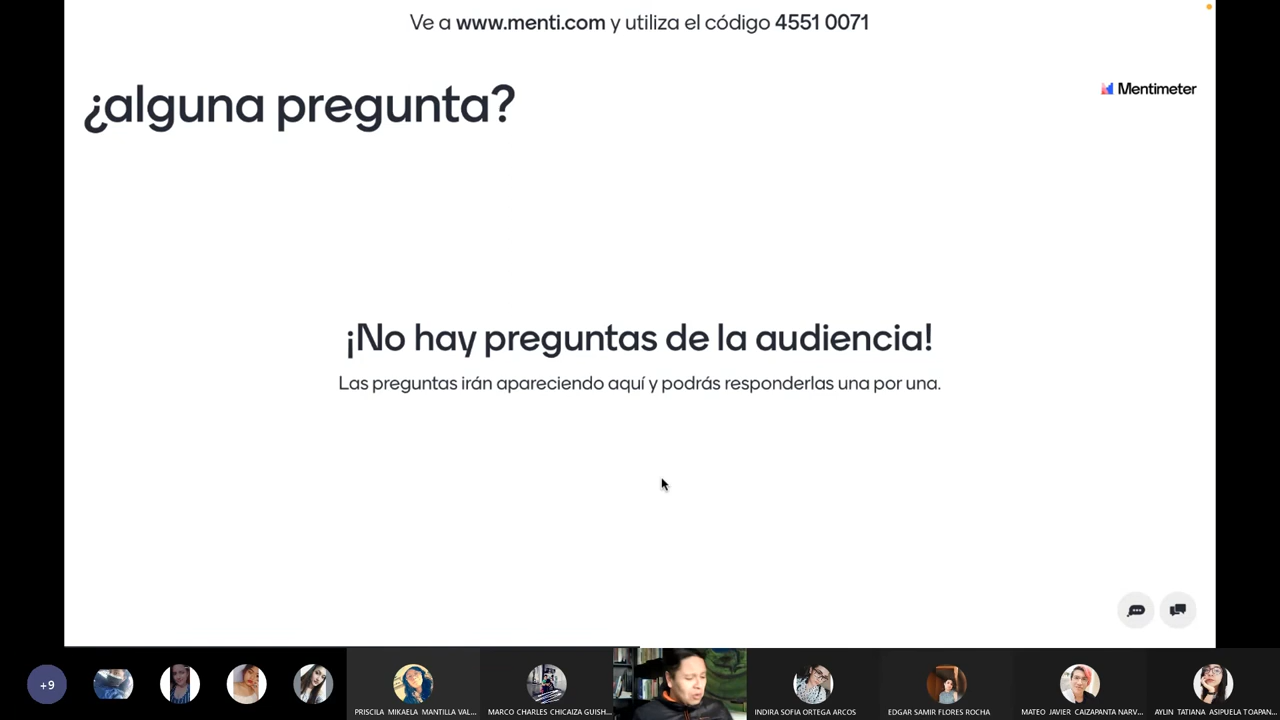 Ve a www.menti.com y utiliza el código 4551 0071
¿alguna pregunta?
Mentimeter
¡No hay preguntas de la audiencia!
Las preguntas irán apareciendo aquí y podrás responderlas una por una.
+9
PRISCILA MIKAELA MANTILLA VAL...
MARCO CHARLES CHICAIZA GUISH...
INDIRA SOFIA ORTEGA ARCOS
EDGAR SAMIR FLORES ROCHA
MATEO JAVIER CAIZAPANTA NARV...
AYLIN TATIANA ASIPUELA TOAPAN...